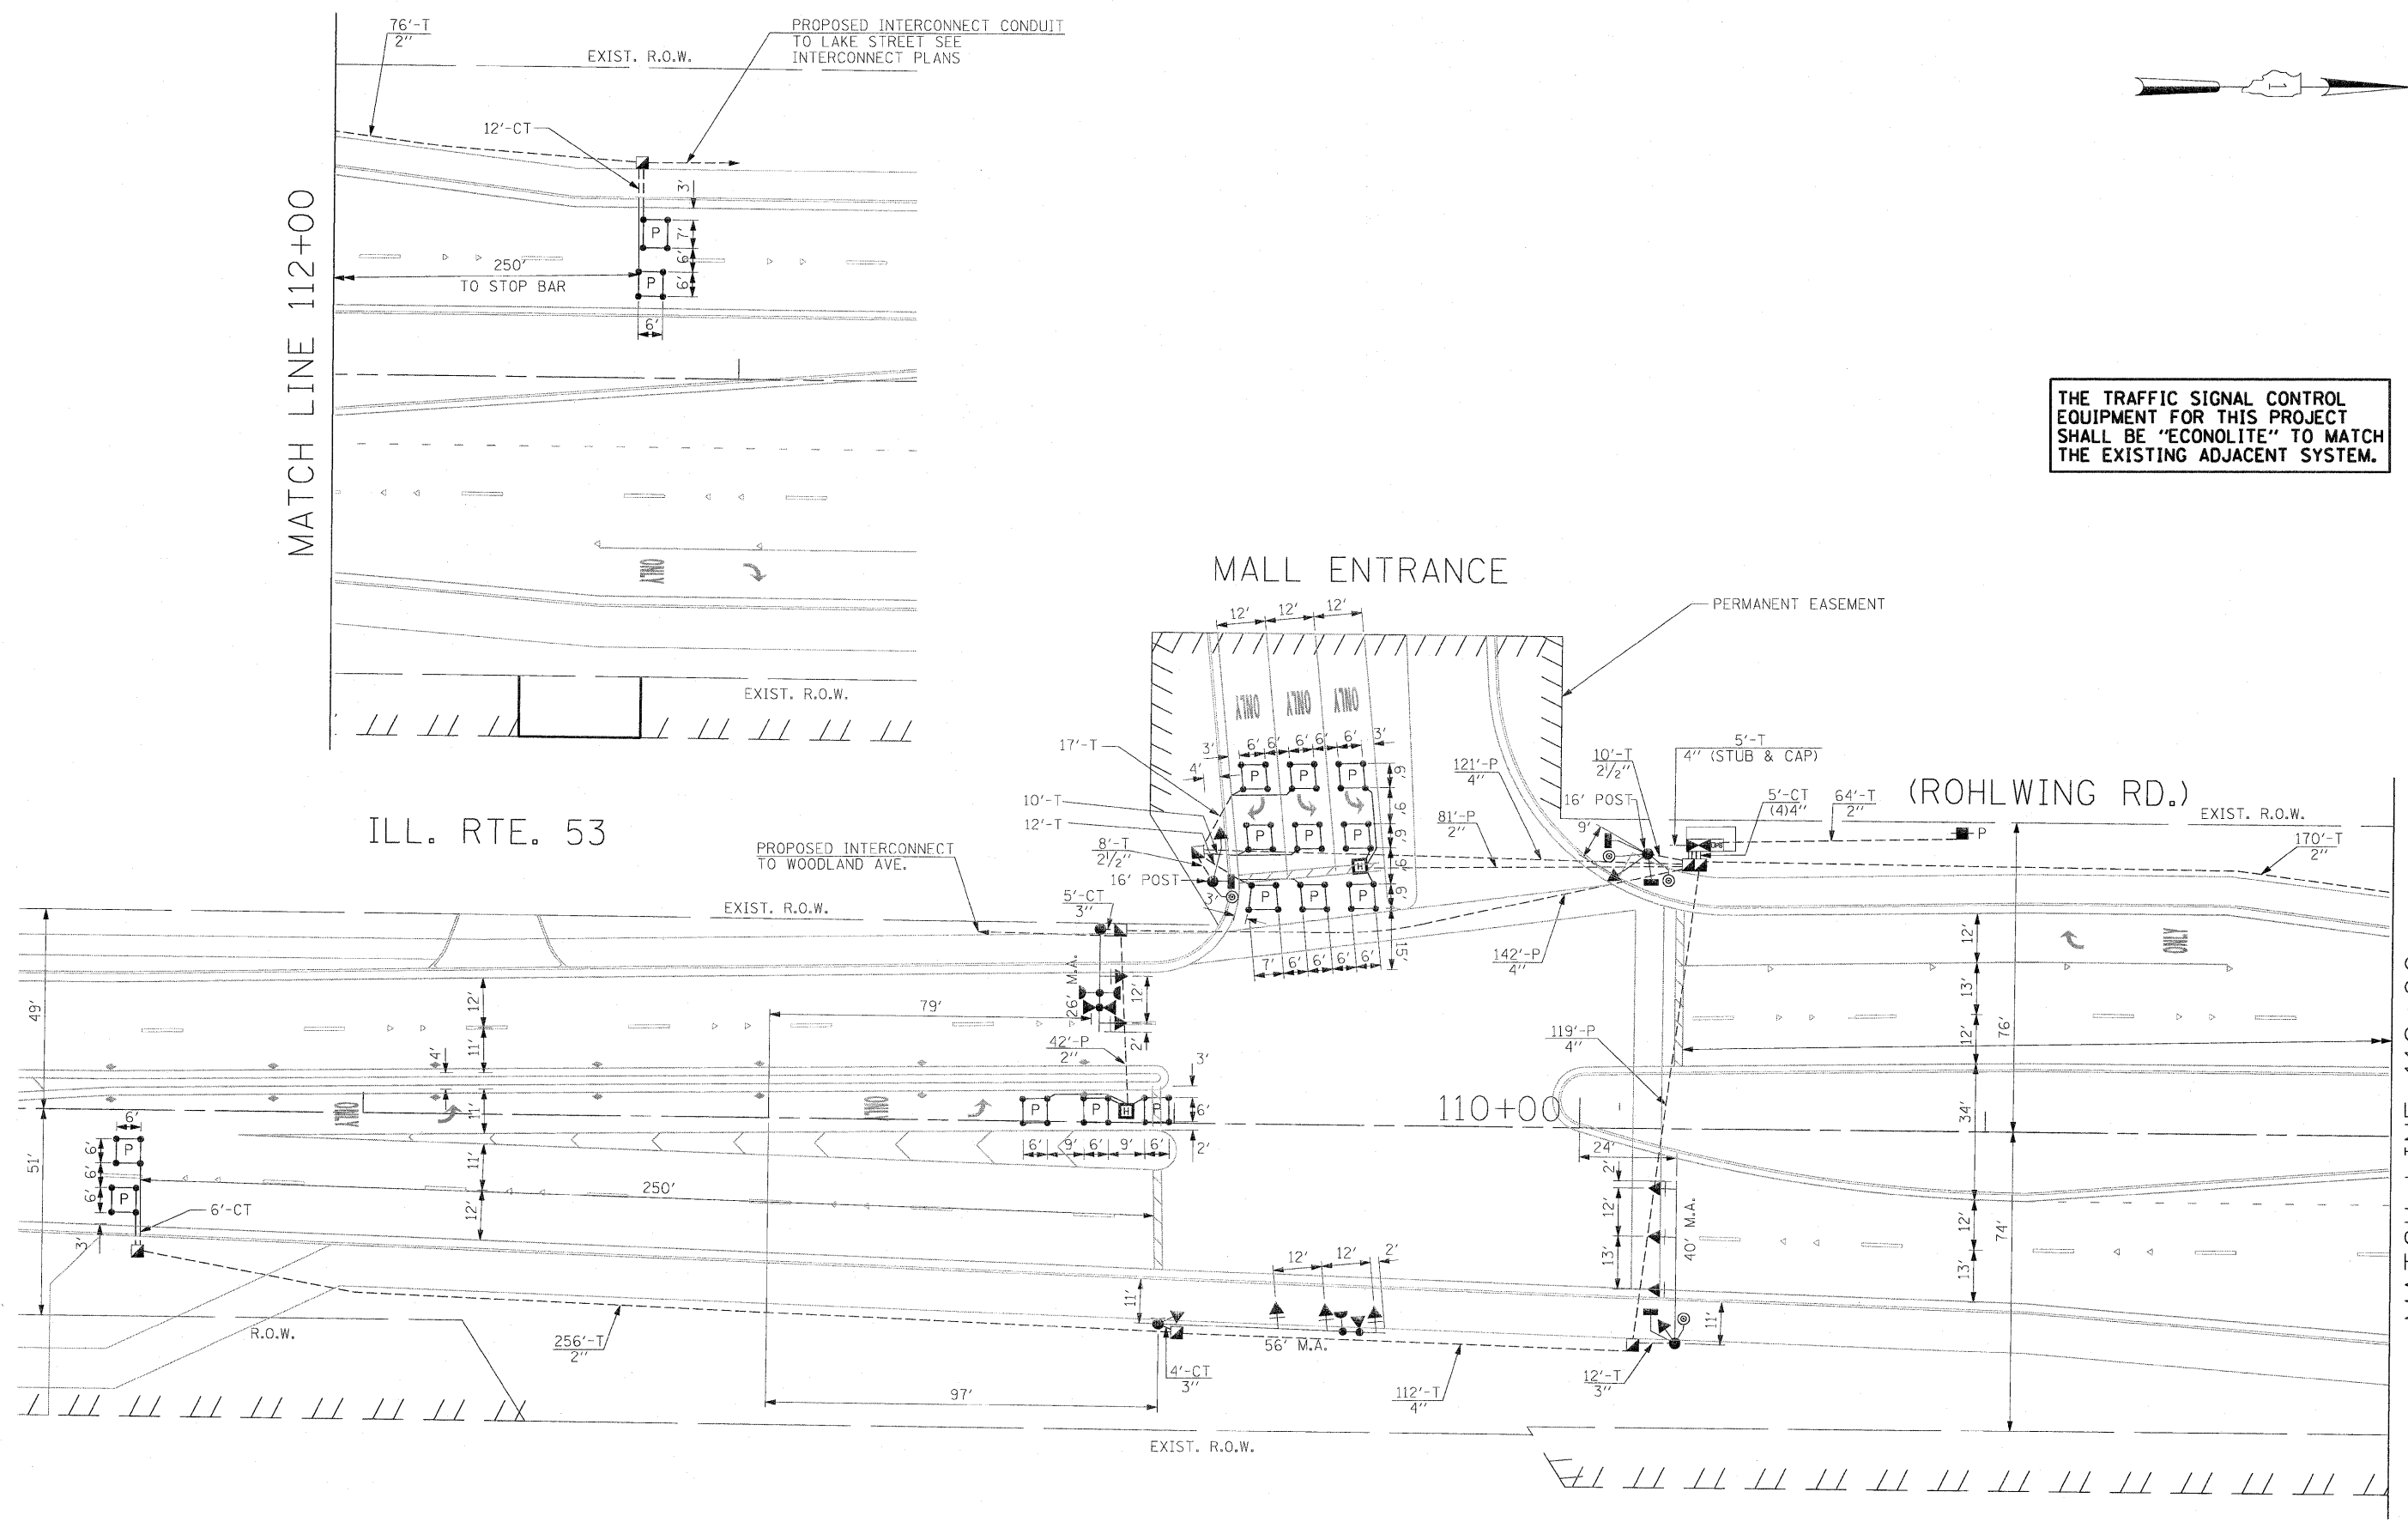 76'-T
2"
PROPOSED INTERCONNECT CONDUIT
TO LAKE STREET SEE
INTERCONNECT PLANS
EXIST. R.O.W.
12'-CT
3'
P
7'
6'
250'
TO STOP BAR
P
6'
6'
MATCH LINE 112+00
ONLY
EXIST. R.O.W.
THE TRAFFIC SIGNAL CONTROL
EQUIPMENT FOR THIS PROJECT
SHALL BE "ECONOLITE" TO MATCH
THE EXISTING ADJACENT SYSTEM.
MALL ENTRANCE
PERMANENT EASEMENT
12'
12'
12'
ONLY
ONLY
ONLY
17'-T
3'
6'
6'
6'
6'
6'
3'
4'
P
P
P
6'
9'
10'-T
12'-T
P
P
P
6'
8'-T
2 1/2"
16' POST
H
9'
3'
P
P
P
6'
7'
6'
6'
6'
6'
15'
121'-P
4"
81'-P
2"
142'-P
4"
10'-T
2 1/2"
16' POST
9'
5'-T
4" (STUB & CAP)
5'-CT
(4)4"
64'-T
2"
P
(ROHLWING RD.)
EXIST. R.O.W.
170'-T
2"
ILL. RTE. 53
PROPOSED INTERCONNECT
TO WOODLAND AVE.
5'-CT
3"
EXIST. R.O.W.
49'
12'
11'
4'
11'
79'
26' M.A.
12'
2'
42'-P
2"
3'
ONLY
ONLY
P
P
H
P
6'
6'
9'
6'
9'
6'
2'
110+00
119'-P
4"
12'
13'
12'
76'
34'
ONLY
24'
2'
12'
13'
40' M.A.
12'
13'
74'
6'
6'
P
6'
6'
P
3'
51'
6'-CT
11'
12'
250'
R.O.W.
256'-T
2"
97'
11'
4'-CT
3"
12'
12'
2'
56' M.A.
112'-T
4"
12'-T
3"
11'
EXIST. R.O.W.